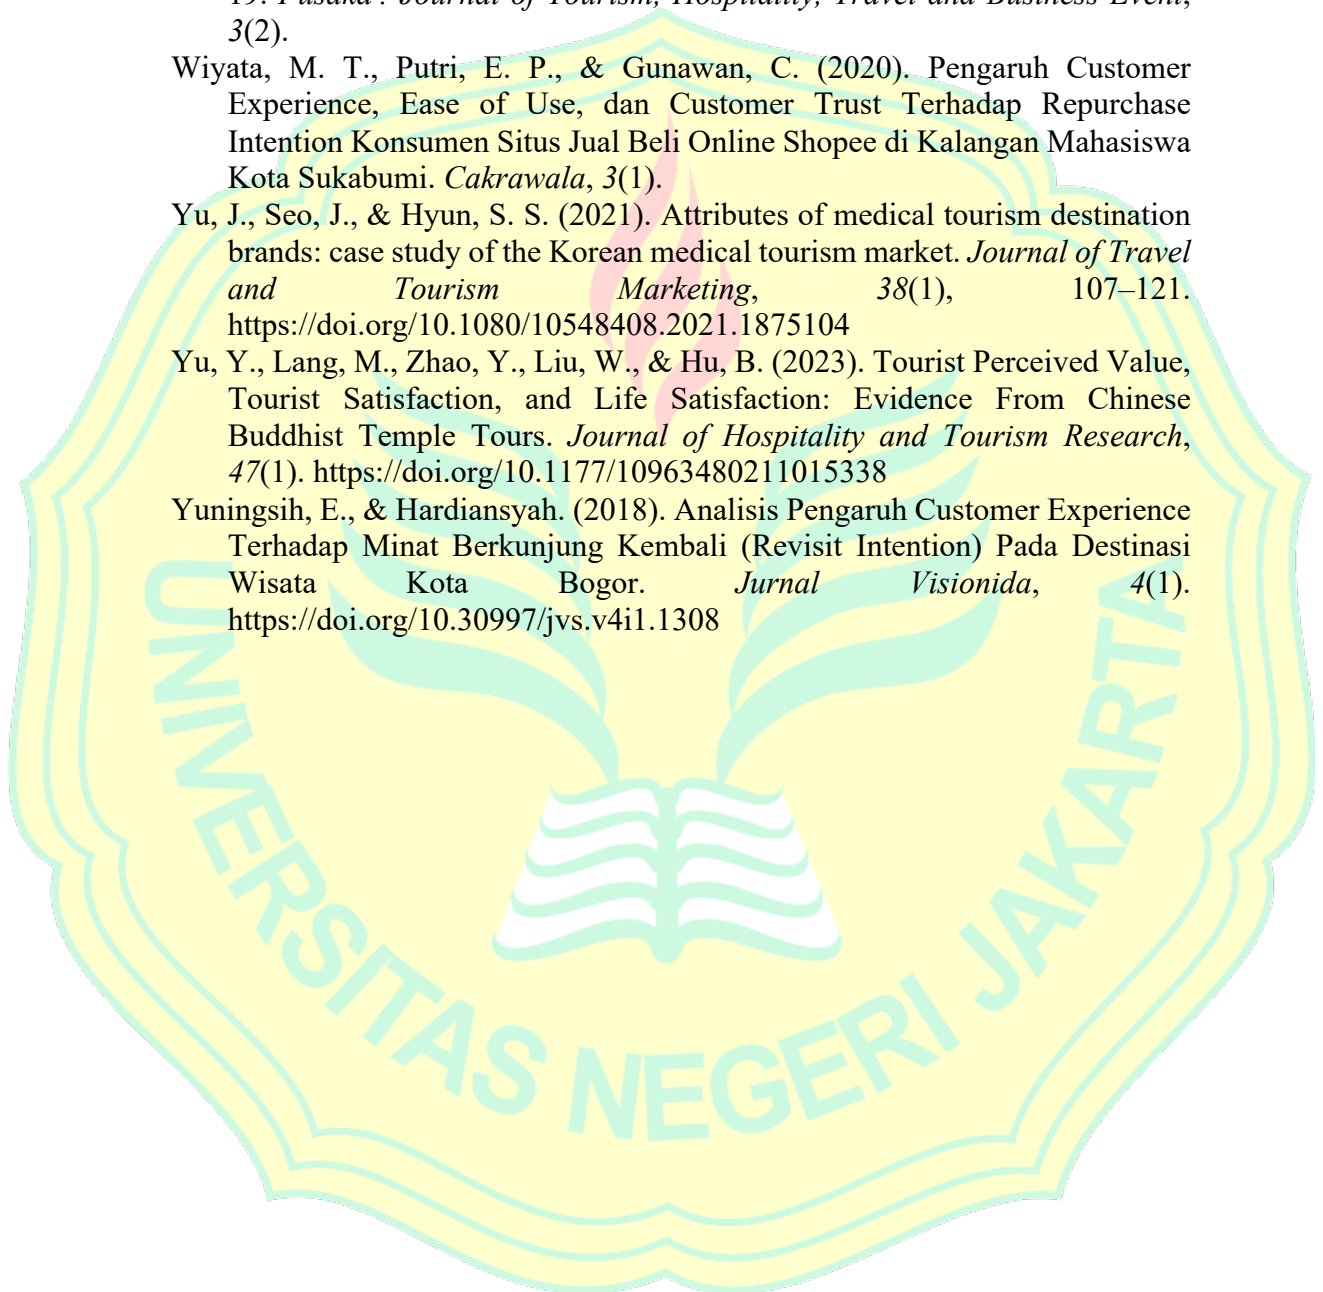 19. Pusaka : Journal of Tourism, Hospitality, Travel and Business Event,
3(2).
Wiyata, M. T., Putri, E. P., & Gunawan, C. (2020). Pengaruh Customer
Experience, Ease of Use, dan Customer Trust Terhadap Repurchase
Intention Konsumen Situs Jual Beli Online Shopee di Kalangan Mahasiswa
Kota Sukabumi. Cakrawala, 3(1).
Yu, J., Seo, J., & Hyun, S. S. (2021). Attributes of medical tourism destination
brands: case study of the Korean medical tourism market. Journal of Travel
and Tourism Marketing, 38(1), 107–121.
https://doi.org/10.1080/10548408.2021.1875104
Yu, Y., Lang, M., Zhao, Y., Liu, W., & Hu, B. (2023). Tourist Perceived Value,
Tourist Satisfaction, and Life Satisfaction: Evidence From Chinese
Buddhist Temple Tours. Journal of Hospitality and Tourism Research,
47(1). https://doi.org/10.1177/10963480211015338
Yuningsih, E., & Hardiansyah. (2018). Analisis Pengaruh Customer Experience
Terhadap Minat Berkunjung Kembali (Revisit Intention) Pada Destinasi
Wisata Kota Bogor. Jurnal Visionida, 4(1).
https://doi.org/10.30997/jvs.v4i1.1308
UNIVERSITAS NEGERI JAKARTA